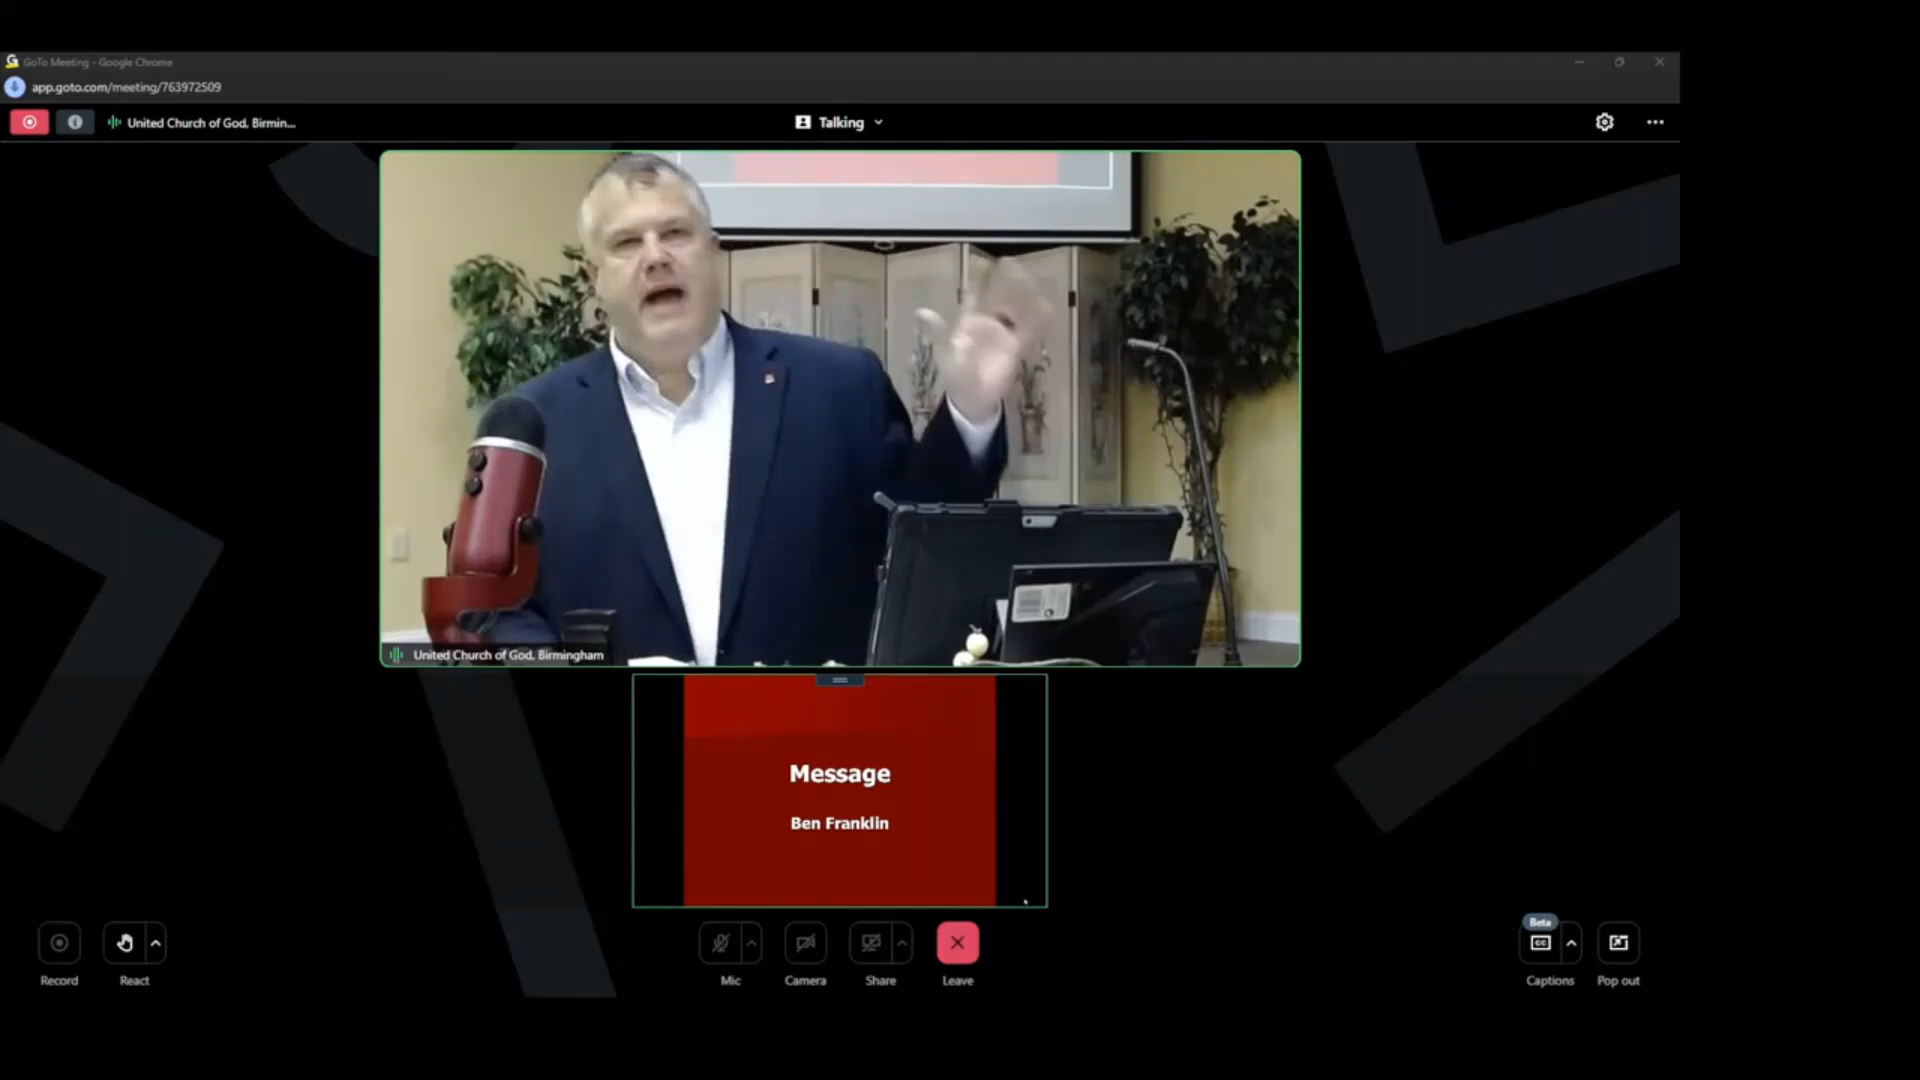 GoTo Meeting - Google Chrome
app.goto.com/meeting/763972509
United Church of God, Birmin...
Talking
United Church of God, Birmingham
Message
Ben Franklin
Record
React
Mic
Camera
Share
Leave
Beta
CC
Captions
Pop out